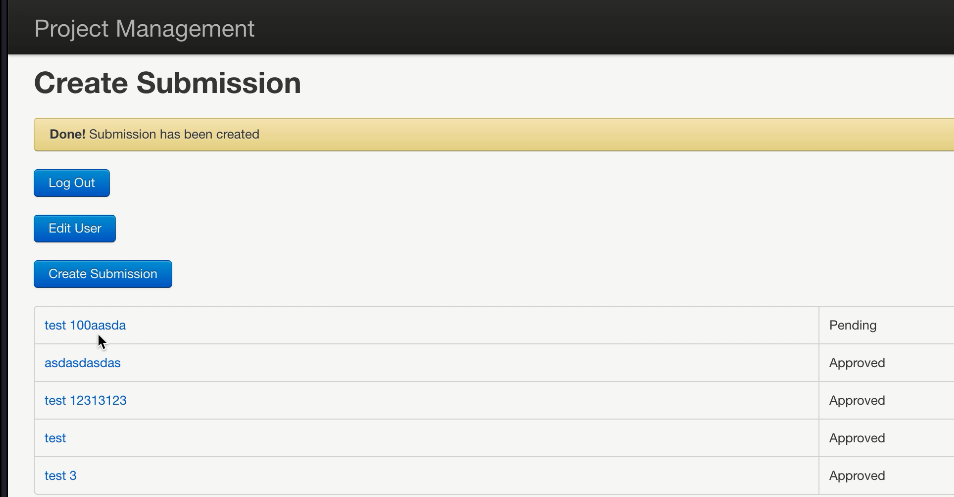 Project Management
Create Submission
Done! Submission has been created
Log Out
Edit User
Create Submission
test 100aasda Pending
asdasdasdas Approved
test 12313123 Approved
test Approved
test 3 Approved